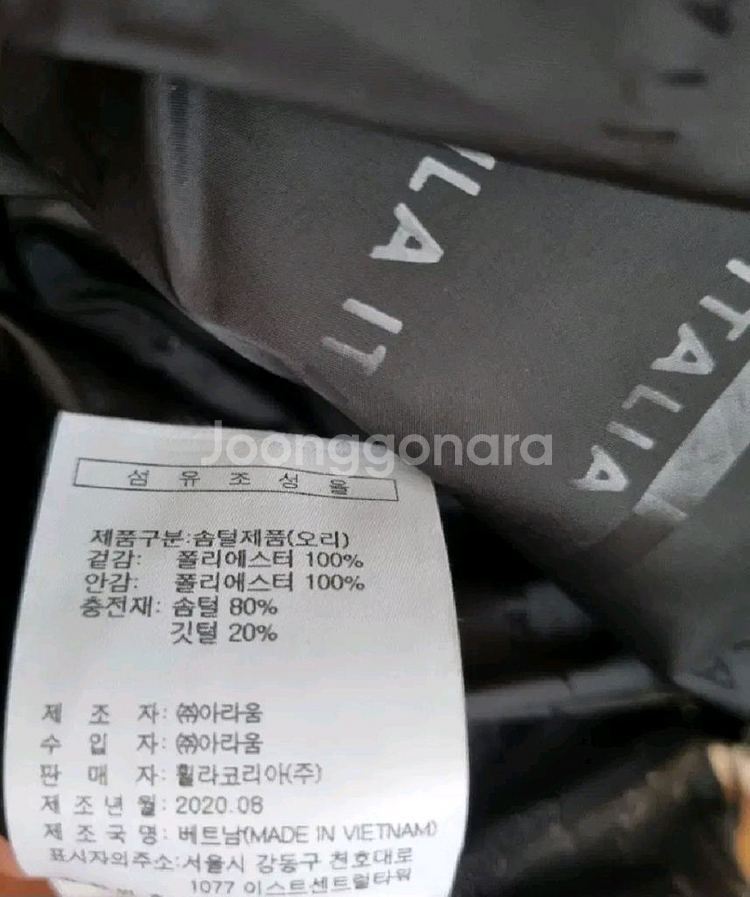 ILA IT
ITALIA
Joonggonara
섬유조성율
제품구분:솜털제품(오리)
겉감: 폴리에스터 100%
안감: 폴리에스터 100%
충전재: 솜털 80%
깃털 20%
제 조 자: ㈜아라움
수 입 자: ㈜아라움
판 매 자: 휠라코리아(주)
제조년월: 2020.08
제조국명: 베트남(MADE IN VIETNAM)
표시자의주소:서울시 강동구 천호대로
1077 이스트센트럴타워